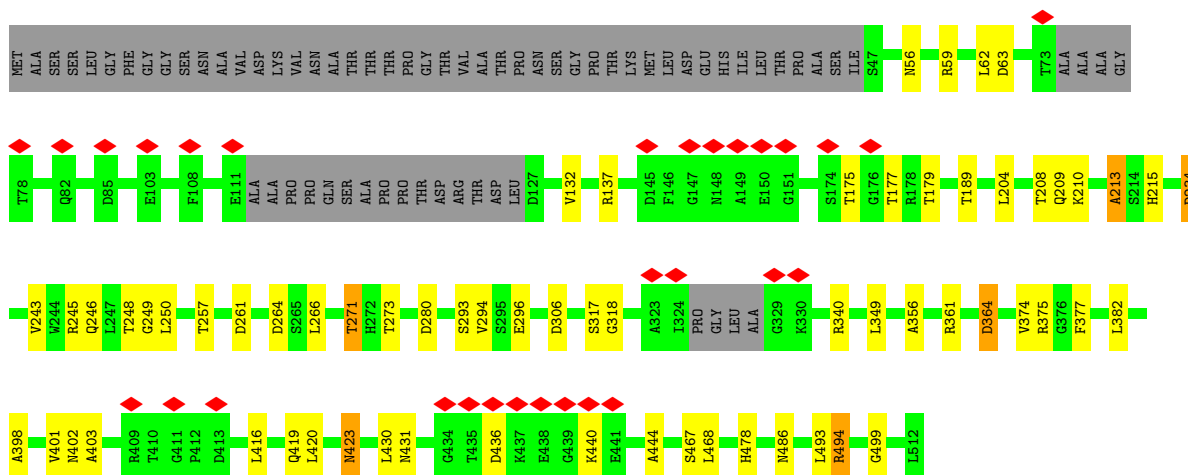 MET ALA SER SER LEU GLY PHE GLY GLY SER ASN ALA VAL ASP LYS VAL ASN ALA THR THR THR PRO GLY THR VAL ALA THR PRO ASN SER GLY PRO THR LYS MET LEU ASP GLU HIS ILE LEU THR PRO ALA SER ILE S47 N56 R59 L62 D63 T73 ALA ALA ALA GLY
T78 Q82 D85 E103 F108 E111 ALA ALA PRO PRO GLN SER ALA PRO PRO THR ASP ARG THR ASP LEU D127 V132 R137 D145 F146 G147 N148 A149 E150 G151 S174 T175 G176 T177 R178 T179 T189 L204 T208 Q209 K210 A213 S214 H215
V243 W244 R245 Q246 L247 T248 G249 L250 T257 D261 D264 S265 L266 T271 H272 T273 D280 S293 V294 S295 E296 D306 S317 G318 A323 I324 PRO GLY LEU ALA G329 K330 R340 L349 A356 R361 D364 V374 R375 G376 F377 L382
A398 V401 N402 A403 R409 T410 G411 P412 D413 L416 Q419 L420 N423 L430 N431 G434 T435 D436 K437 E438 G439 K440 E441 A444 S467 L468 H478 N486 L493 R494 G499 L512